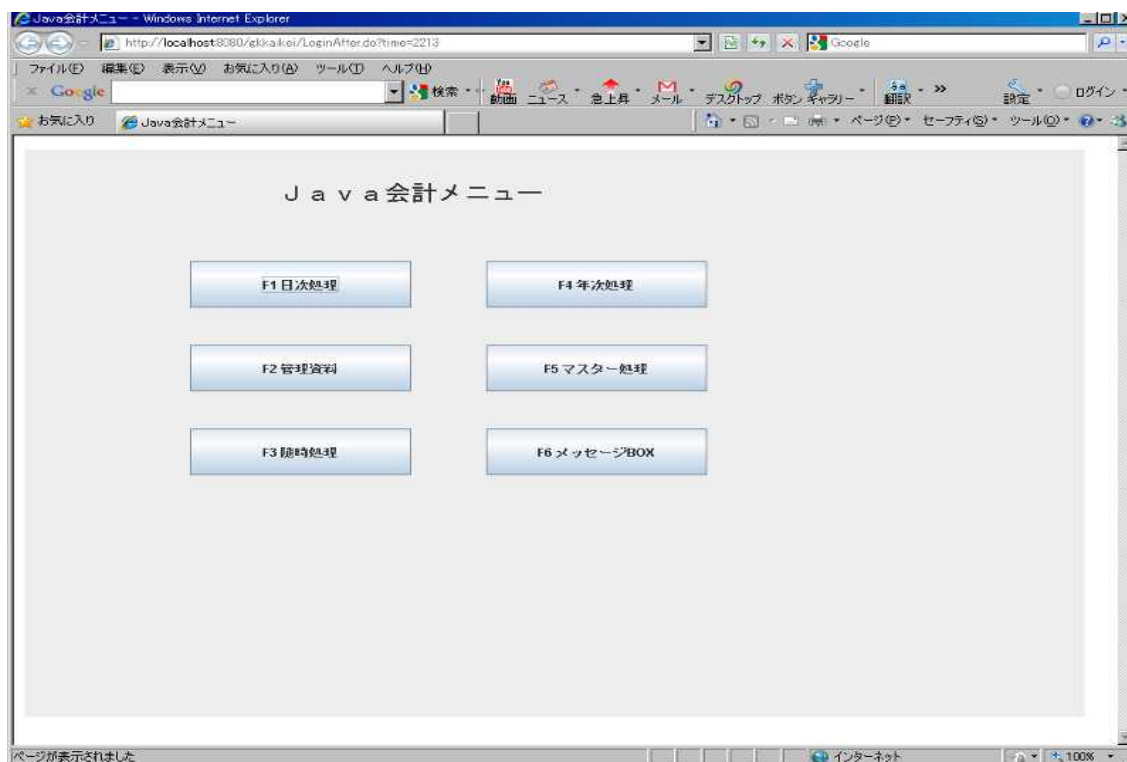 Java会計メニュー - Windows Internet Explorer
http://localhost:8080/gkkaikei/LoginAfter.do?time=2213
Google
ファイル(F) 編集(E) 表示(V) お気に入り(A) ツール(T) ヘルプ(H)
× Google 検索 動画 ニュース 急上昇 メール デスクトップ ボタン ギャラリー 翻訳 » 設定 ログイン
お気に入り Java会計メニュー ページ(P) セーフティ(S) ツール(O)
Java会計メニュー
F1 日次処理 F4 年次処理
F2 管理資料 F5 マスター処理
F3 随時処理 F6 メッセージBOX
ページが表示されました インターネット 100%